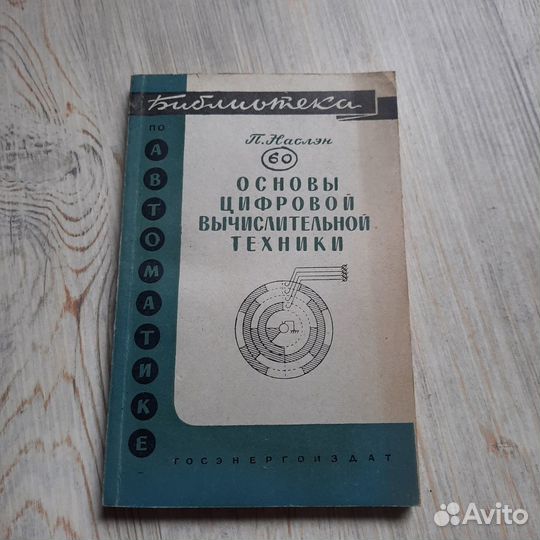 Библиотека
ПО
АВТОМАТИКЕ
П. Наслэн
60
ОСНОВЫ
ЦИФРОВОЙ
ВЫЧИСЛИТЕЛЬНОЙ
ТЕХНИКИ
ГОСЭНЕРГОИЗДАТ
Avito